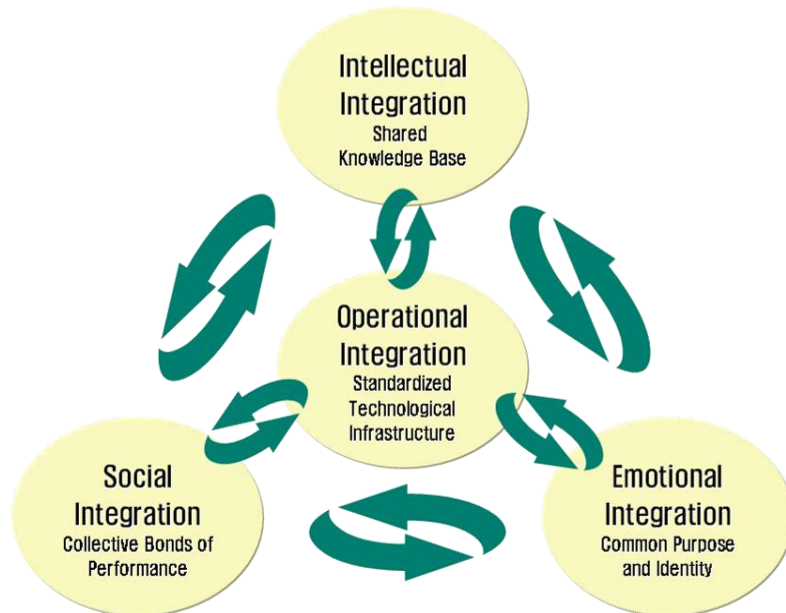 Intellectual
Integration
Shared
Knowledge Base
Operational
Integration
Standardized
Technological
Infrastructure
Social
Integration
Collective Bonds of
Performance
Emotional
Integration
Common Purpose
and Identity